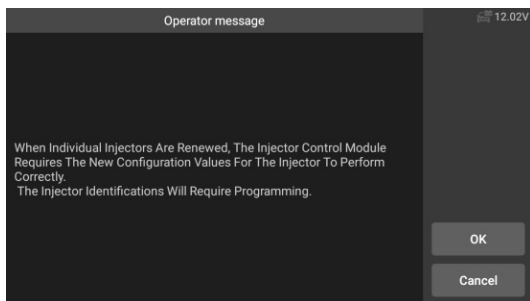 Operator message
12.02V
When Individual Injectors Are Renewed, The Injector Control Module
Requires The New Configuration Values For The Injector To Perform
Correctly.
The Injector Identifications Will Require Programming.
OK
Cancel